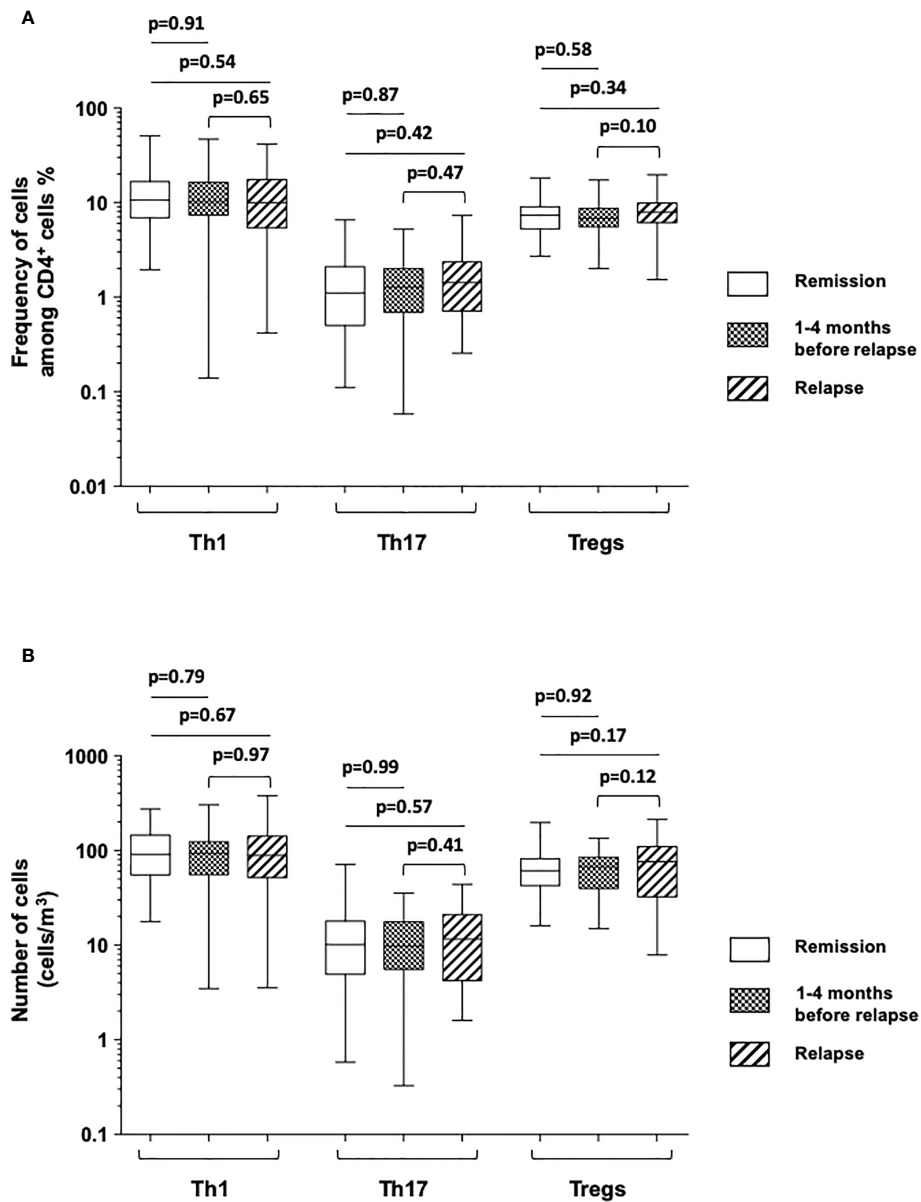 A
p=0.91
p=0.54
p=0.65
p=0.87
p=0.42
p=0.47
p=0.58
p=0.34
p=0.10
Frequency of cells
among CD4⁺ cells %
100
10
1
0.1
0.01
Th1
Th17
Tregs
Remission
1-4 months
before relapse
Relapse
B
p=0.79
p=0.67
p=0.97
p=0.99
p=0.57
p=0.41
p=0.92
p=0.17
p=0.12
Number of cells
(cells/m³)
1000
100
10
1
0.1
Th1
Th17
Tregs
Remission
1-4 months
before relapse
Relapse